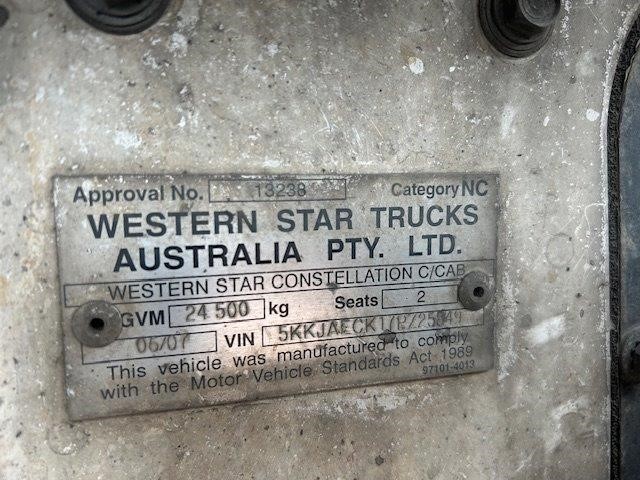 Approval No. 13238 Category NC
WESTERN STAR TRUCKS
AUSTRALIA PTY. LTD.
WESTERN STAR CONSTELLATION C/CAB
GVM 24 500 kg Seats 2
06/07 VIN
This vehicle was manufactured to comply
with the Motor Vehicle Standards Act 1989
97101-4013